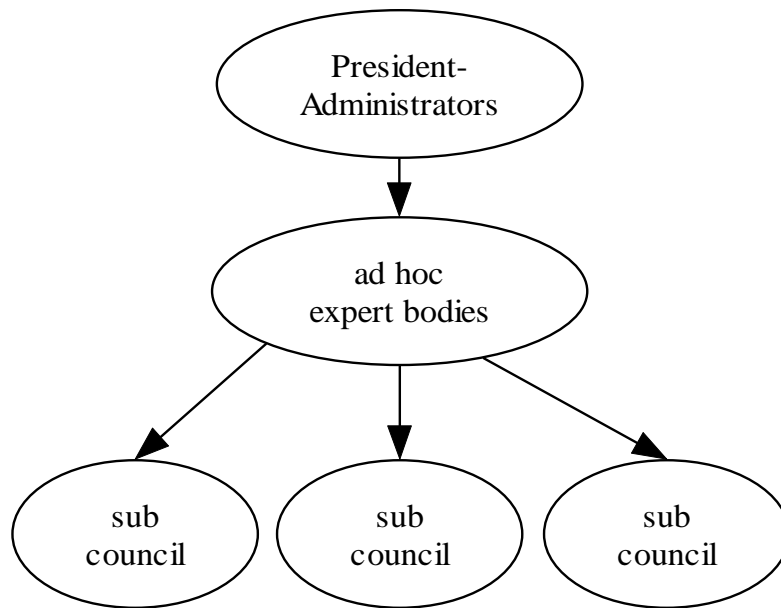 President-
Administrators
ad hoc
expert bodies
sub
council
sub
council
sub
council